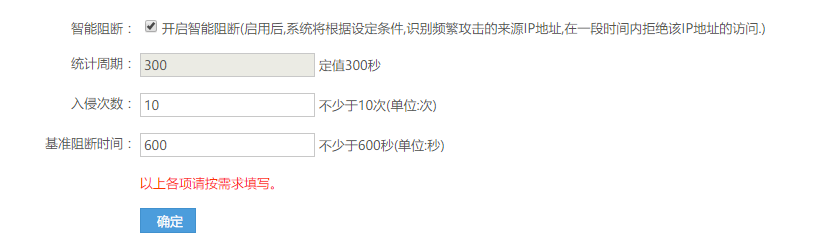 智能阻断： 开启智能阻断(启用后,系统将根据设定条件,识别频繁攻击的来源IP地址,在一段时间内拒绝该IP地址的访问.)
统计周期： 300 定值300秒
入侵次数： 10 不少于10次(单位:次)
基准阻断时间： 600 不少于600秒(单位:秒)
以上各项请按需求填写。
确定